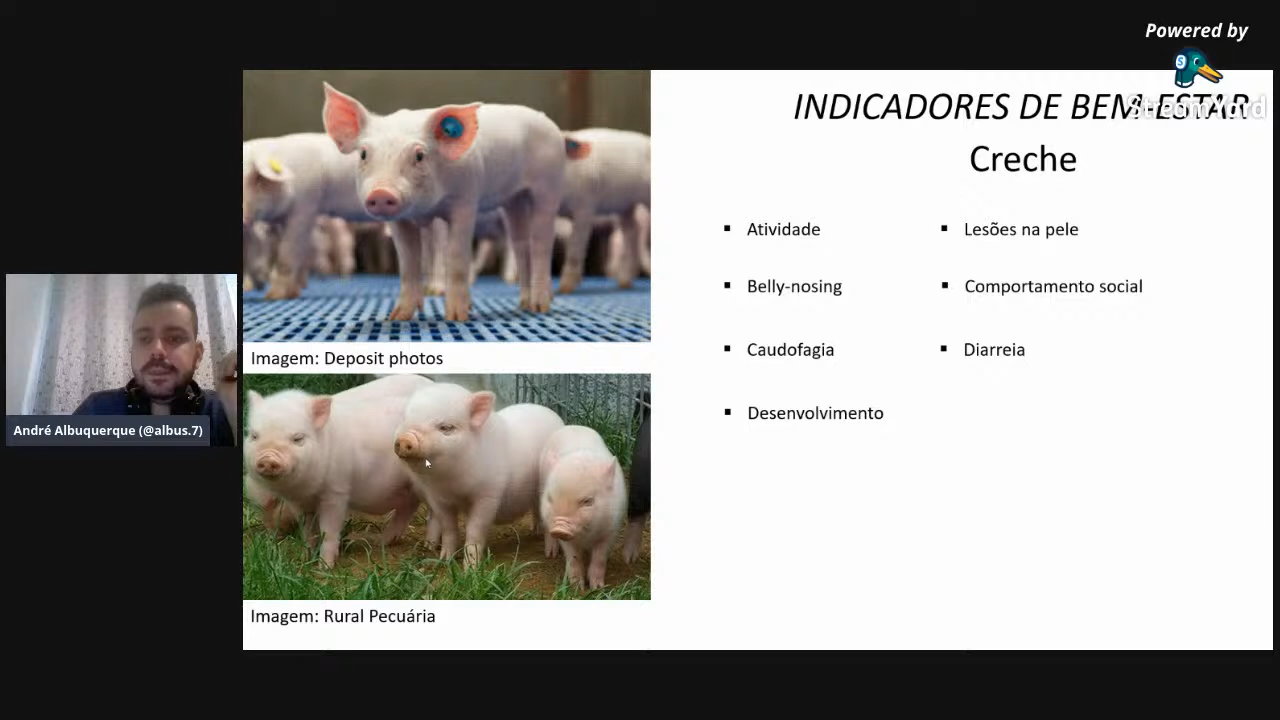 Powered by
StreamYard
INDICADORES DE BEM-ESTAR
Creche
Atividade
Belly-nosing
Caudofagia
Desenvolvimento
Lesões na pele
Comportamento social
Diarreia
Imagem: Deposit photos
Imagem: Rural Pecuária
André Albuquerque (@albus.7)